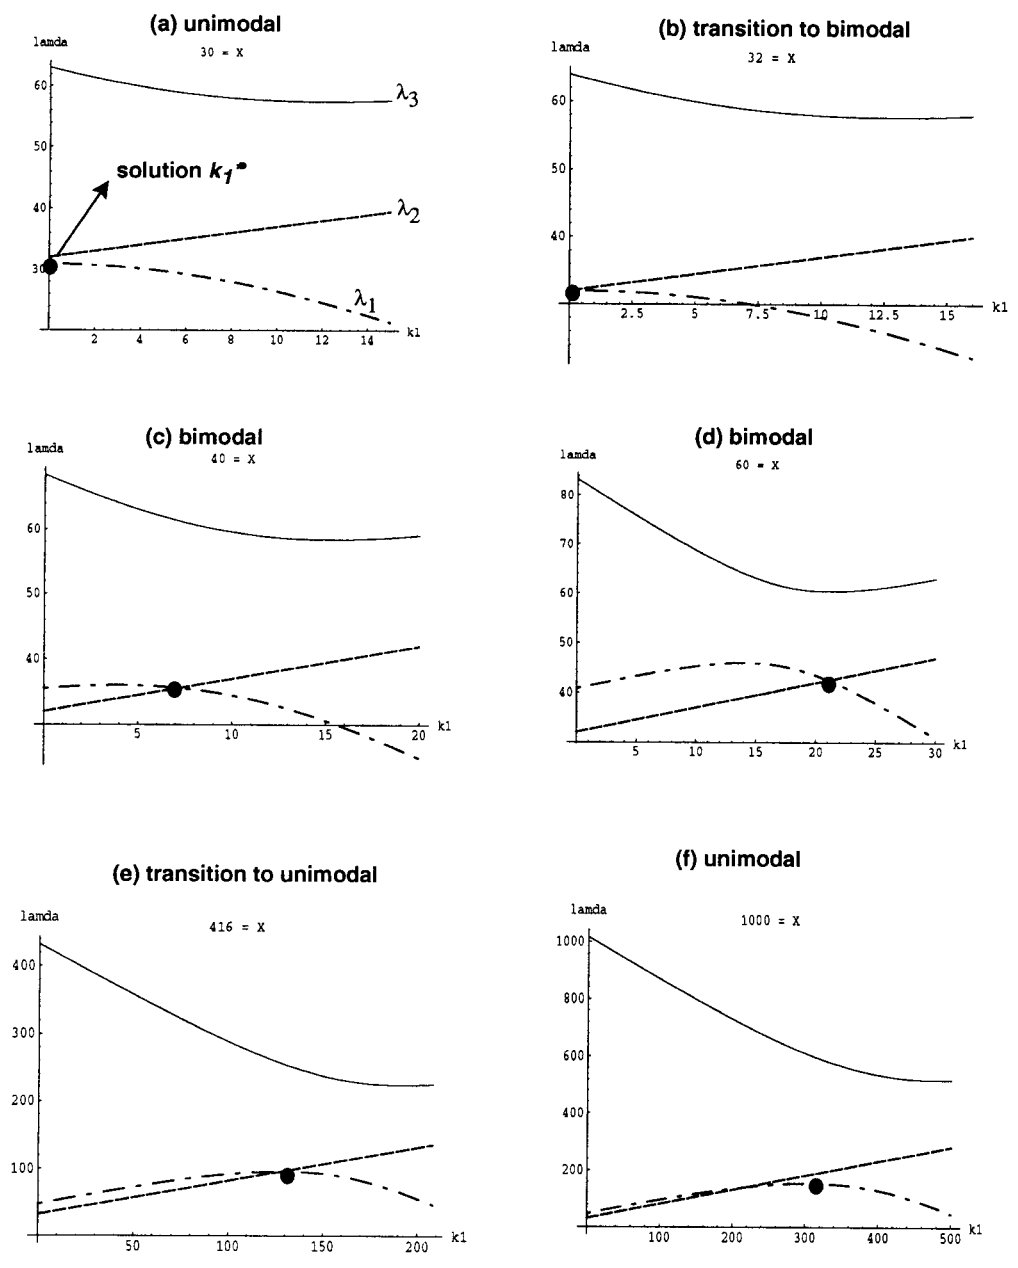 (a) unimodal
lamda
30 = X
60
50
40
30
λ3
solution k1*
λ2
λ1
2 4 6 8 10 12 14 k1
(b) transition to bimodal
lamda
32 = X
60
50
40
2.5 5 7.5 10 12.5 15 k1
(c) bimodal
lamda
40 = X
60
50
40
5 10 15 20 k1
(d) bimodal
lamda
60 = X
80
70
60
50
40
5 10 15 20 25 30 k1
(e) transition to unimodal
lamda
416 = X
400
300
200
100
50 100 150 200 k1
(f) unimodal
lamda
1000 = X
1000
800
600
400
200
100 200 300 400 500 k1